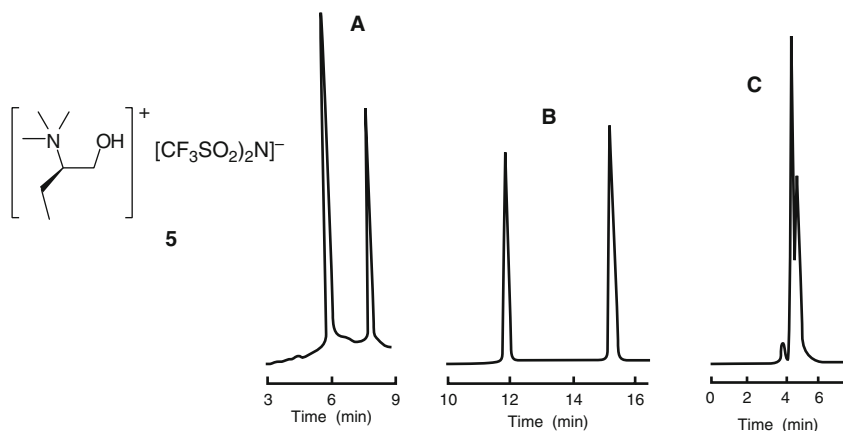 A
B
C
+
N
OH
[CF₃SO₂)₂N]⁻
5
3 6 9
Time (min)
10 12 14 16
Time (min)
0 2 4 6
Time (min)